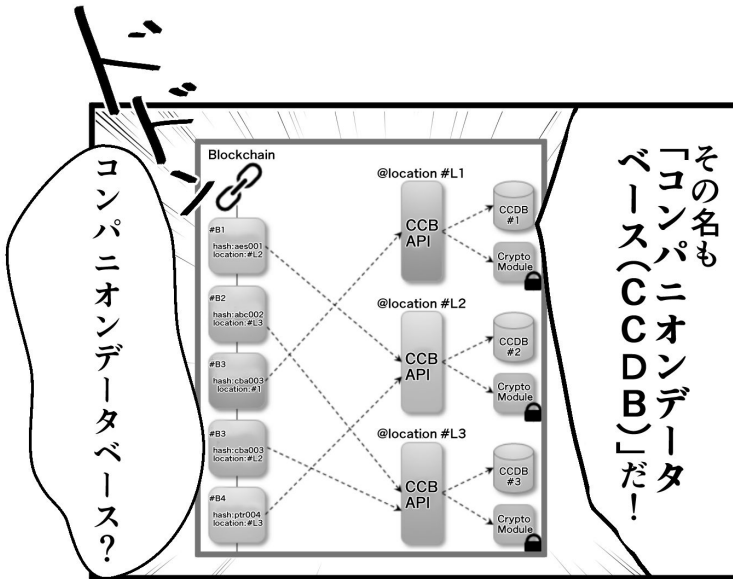 その名も
「コンパニオンデータ
ベース(CCDB)」だ!
ドドン
Blockchain
#B1
hash:aes001
location:#L2
#B2
hash:abc002
location:#L3
#B3
hash:cba003
location:#1
#B3
hash:cba003
location:#L2
#B4
hash:ptr004
location:#L3
@location #L1
CCB
API
CCDB
#1
Crypto
Module
@location #L2
CCB
API
CCDB
#2
Crypto
Module
@location #L3
CCB
API
CCDB
#3
Crypto
Module
コンパニオンデータベース?